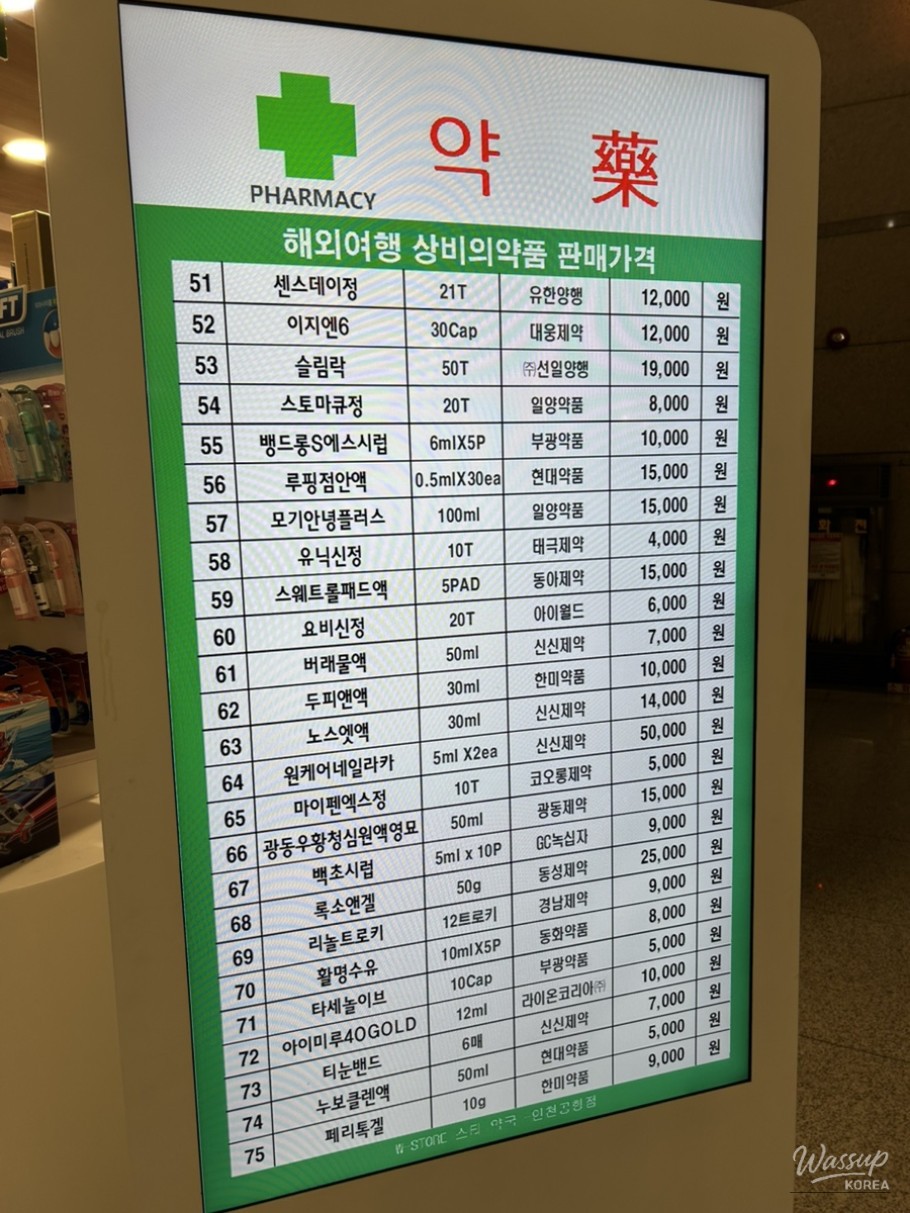 약 藥
PHARMACY
해외여행 상비의약품 판매가격
51 센스데이정 21T 유한양행 12,000 원
52 이지엔6 30Cap 대웅제약 12,000 원
53 슬림락 50T ㈜선일양행 19,000 원
54 스토마큐정 20T 일양약품 8,000 원
55 뱅드롱S에스시럽 6mlX5P 부광약품 10,000 원
56 루핑점안액 0.5mlX30ea 현대약품 15,000 원
57 모기안녕플러스 100ml 일양약품 15,000 원
58 유닉신정 10T 태극제약 4,000 원
59 스웨트롤패드액 5PAD 동아제약 15,000 원
60 요비신정 20T 아이월드 6,000 원
61 버래물액 50ml 신신제약 7,000 원
62 두피앤액 30ml 한미약품 10,000 원
63 노스엣액 30ml 신신제약 14,000 원
64 원케어네일라카 5ml X2ea 신신제약 50,000 원
65 마이펜엑스정 10T 코오롱제약 5,000 원
66 광동우황청심원액영묘 50ml 광동제약 15,000 원
67 백초시럽 5ml x 10P GC녹십자 9,000 원
68 록소앤겔 50g 동성제약 25,000 원
69 리놀트로키 12트로키 경남제약 9,000 원
70 활명수유 10mlX5P 동화약품 8,000 원
71 타세놀이브 10Cap 부광약품 5,000 원
72 아이미루40GOLD 12ml 라이온코리아㈜ 10,000 원
73 티눈밴드 6매 신신제약 7,000 원
74 누보클렌액 50ml 현대약품 5,000 원
75 페리톡겔 10g 한미약품 9,000 원
W-STORE 약국 인천공항점
Wassup
KOREA